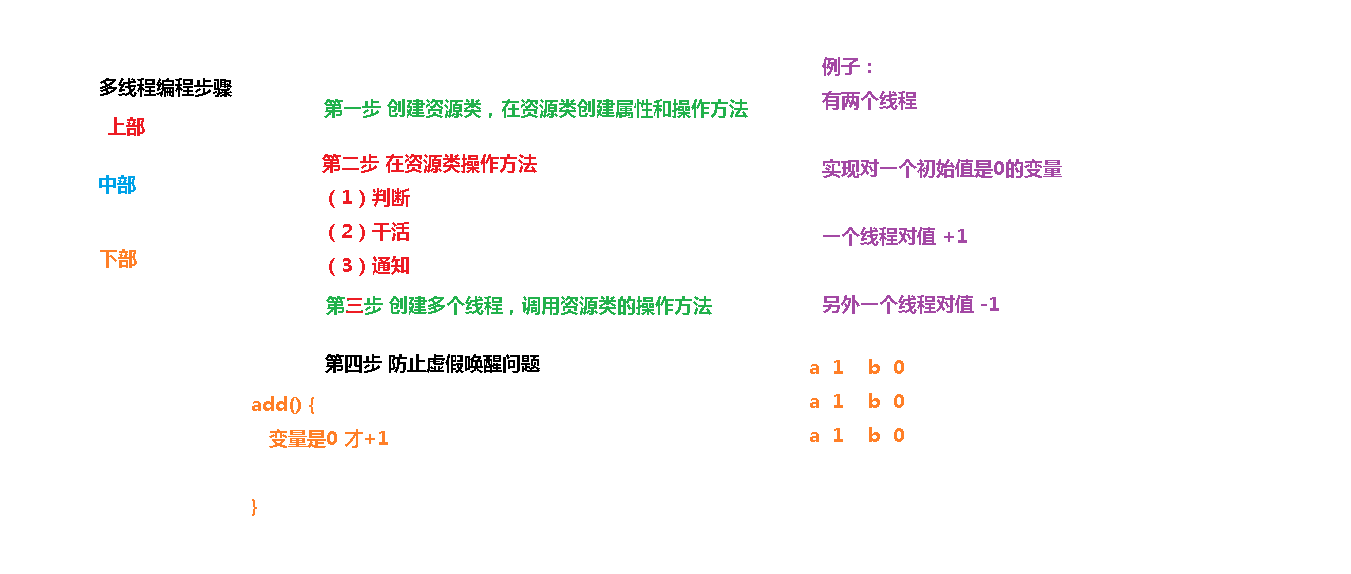 多线程编程步骤
上部
中部
下部
第一步 创建资源类，在资源类创建属性和操作方法
第二步 在资源类操作方法
（1）判断
（2）干活
（3）通知
第三步 创建多个线程，调用资源类的操作方法
第四步 防止虚假唤醒问题
add() {
变量是0 才+1
}
例子：
有两个线程
实现对一个初始值是0的变量
一个线程对值 +1
另外一个线程对值 -1
a 1 b 0
a 1 b 0
a 1 b 0